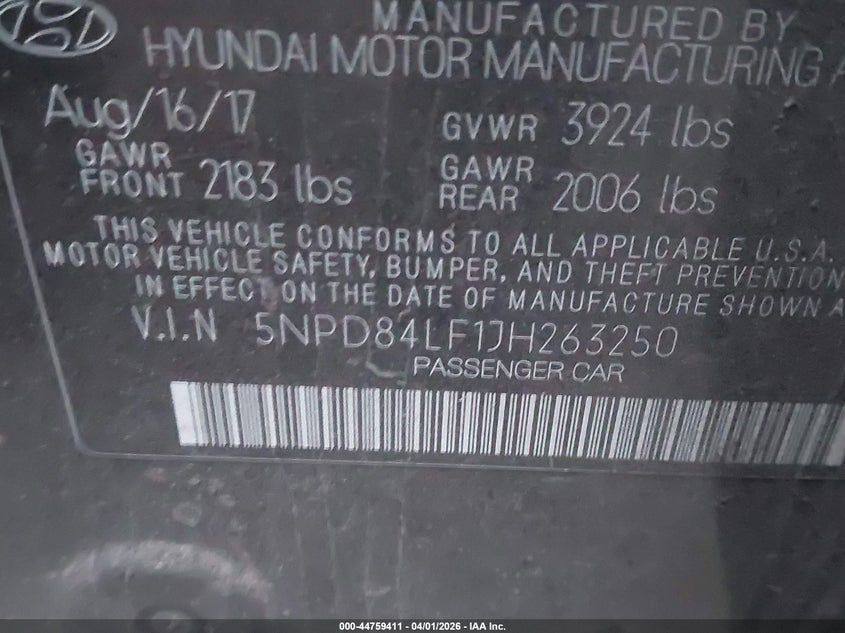 MANUFACTURED BY
HYUNDAI MOTOR MANUFACTURING A
Aug/16/17 GVWR 3924 lbs
GAWR FRONT 2183 lbs GAWR REAR 2006 lbs
THIS VEHICLE CONFORMS TO ALL APPLICABLE U.S.A.
MOTOR VEHICLE SAFETY, BUMPER, AND THEFT PREVENTION
IN EFFECT ON THE DATE OF MANUFACTURE SHOWN A
V.I.N 5NPD84LF1JH263250
PASSENGER CAR
000-44759411 - 04/01/2026 - IAA Inc.